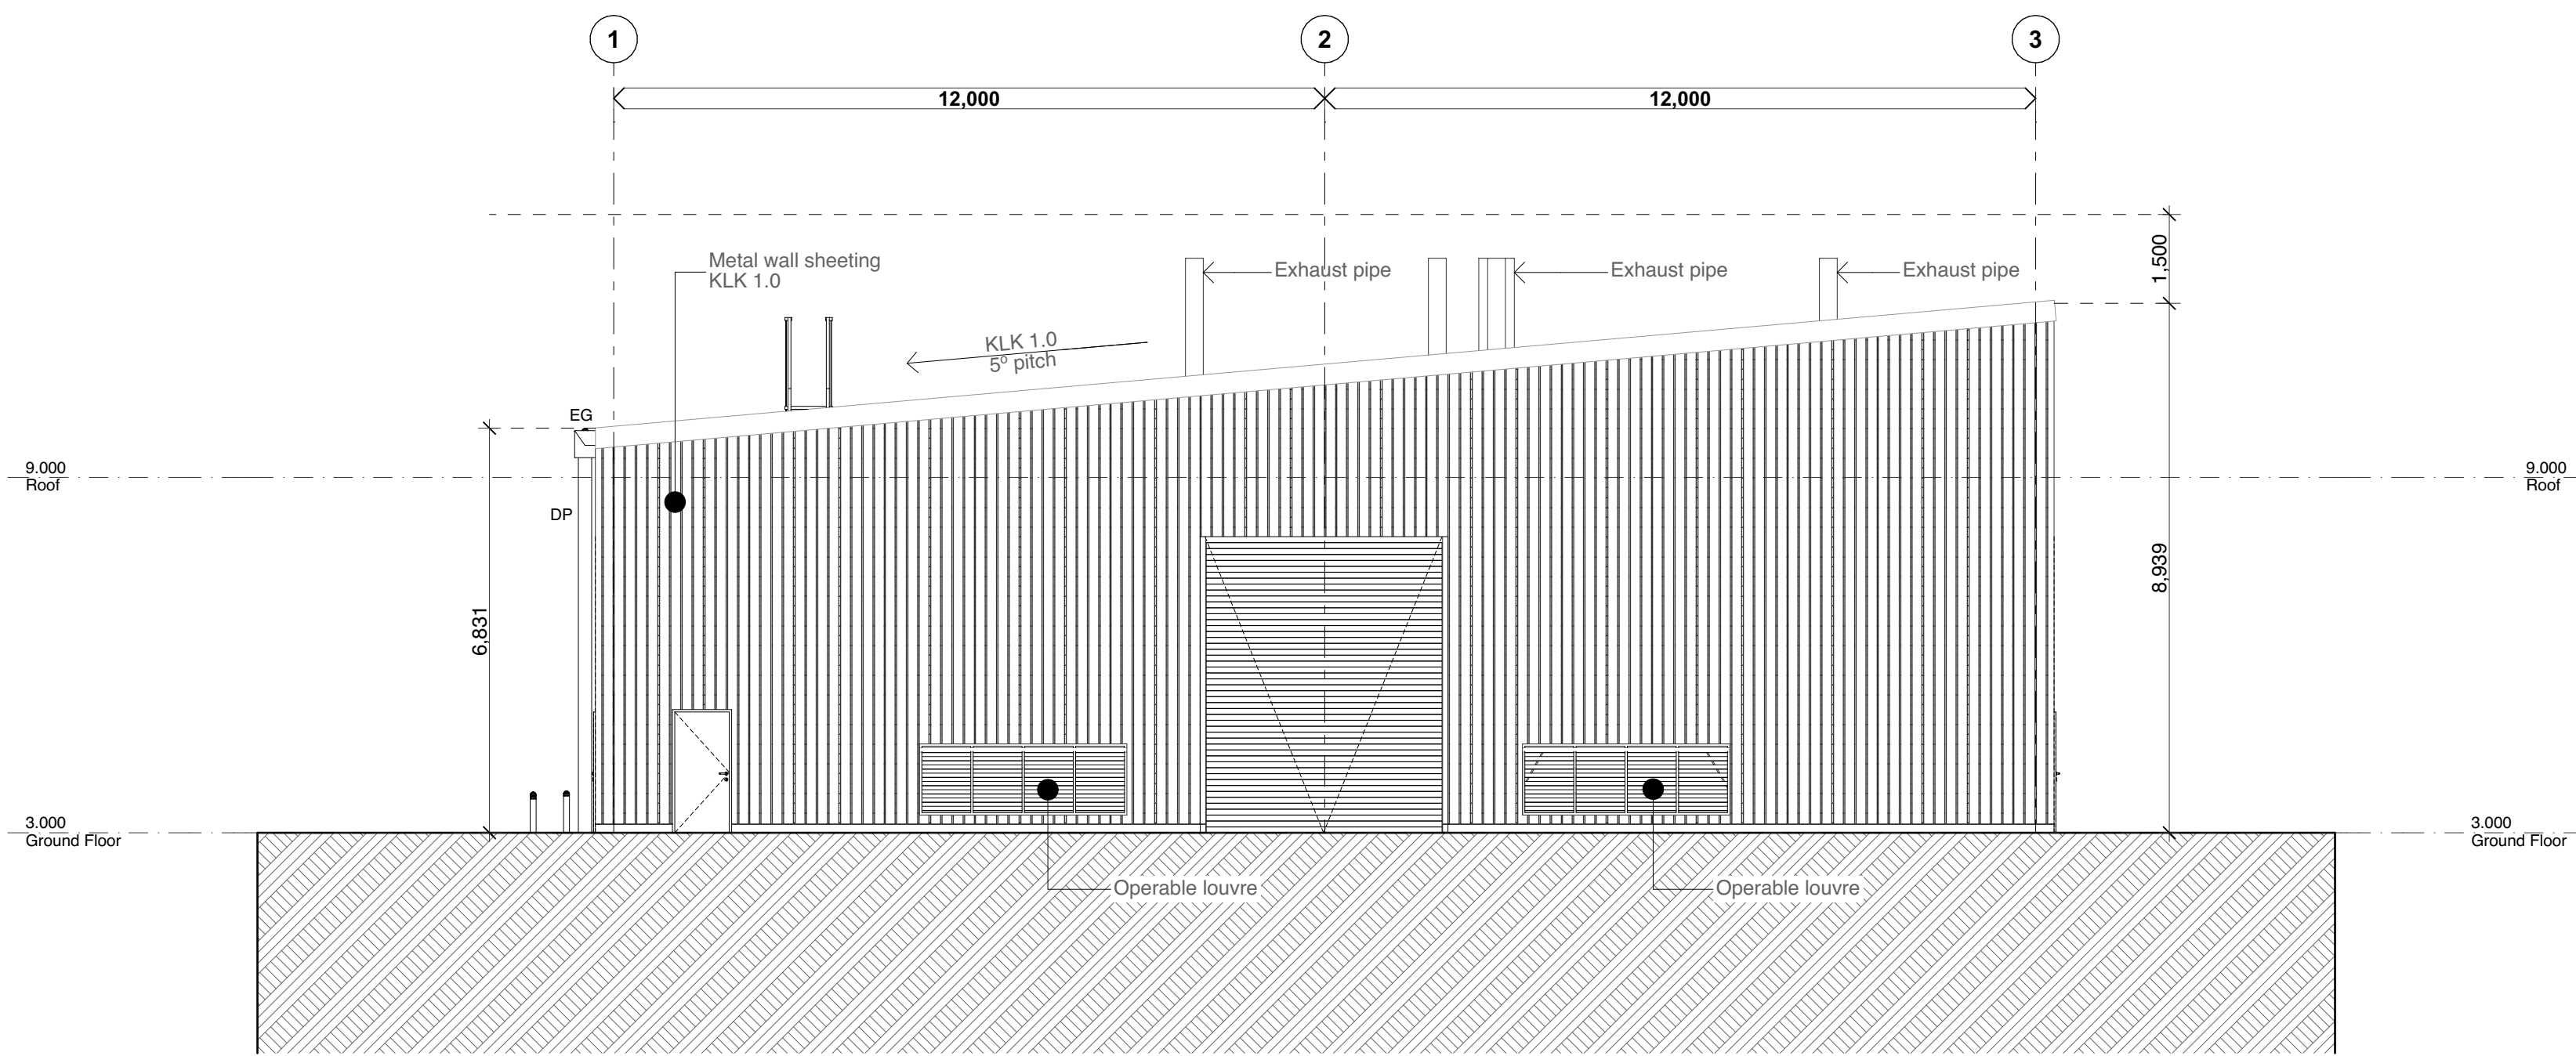 1
2
3
12,000
12,000
1,500
Metal wall sheeting
KLK 1.0
Exhaust pipe
Exhaust pipe
Exhaust pipe
KLK 1.0
5º pitch
EG
9.000
Roof
9.000
Roof
DP
6,831
8,939
3.000
Ground Floor
3.000
Ground Floor
Operable louvre
Operable louvre